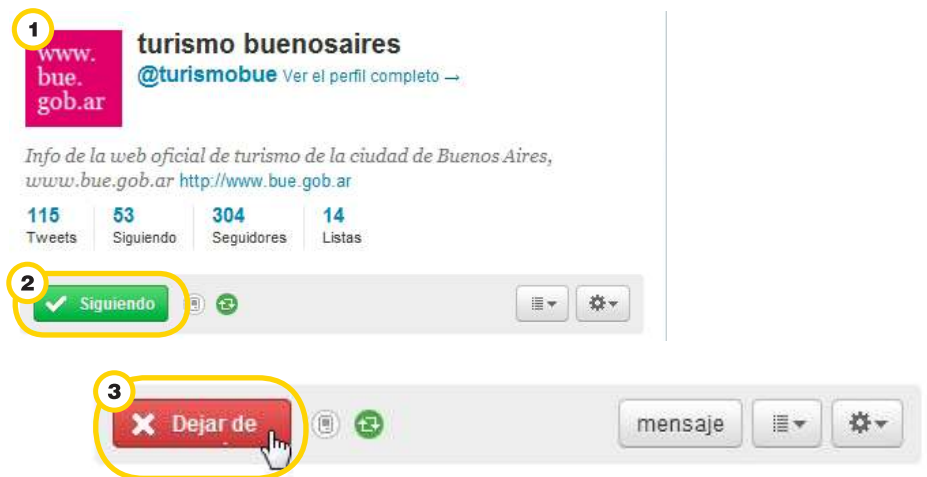 1
www.
bue.
gob.ar
turismo buenosaires
@turismobue Ver el perfil completo →
Info de la web oficial de turismo de la ciudad de Buenos Aires,
www.bue.gob.ar http://www.bue.gob.ar
115 53 304 14
Tweets Siguiendo Seguidores Listas
2
Siguiendo
3
Dejar de
mensaje